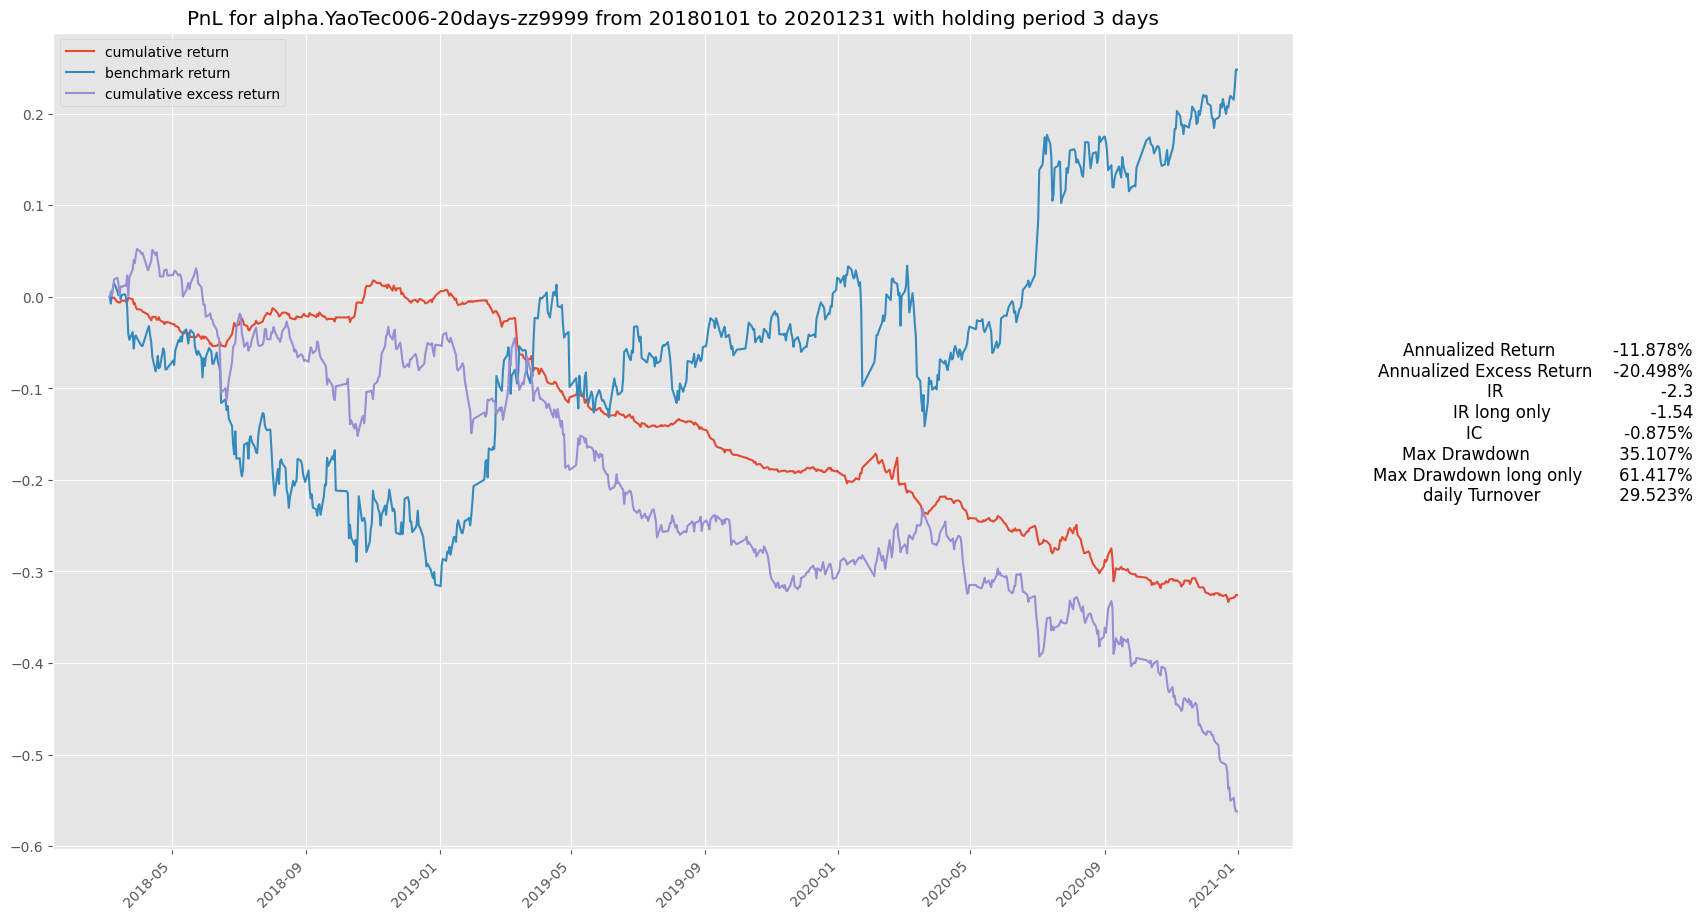 PnL for alpha.YaoTec006-20days-zz9999 from 20180101 to 20201231 with holding period 3 days
cumulative return
benchmark return
cumulative excess return
0.2
0.1
0.0
−0.1
−0.2
−0.3
−0.4
−0.5
−0.6
2018-05
2018-09
2019-01
2019-05
2019-09
2020-01
2020-05
2020-09
2021-01
Annualized Return -11.878%
Annualized Excess Return -20.498%
IR -2.3
IR long only -1.54
IC -0.875%
Max Drawdown 35.107%
Max Drawdown long only 61.417%
daily Turnover 29.523%